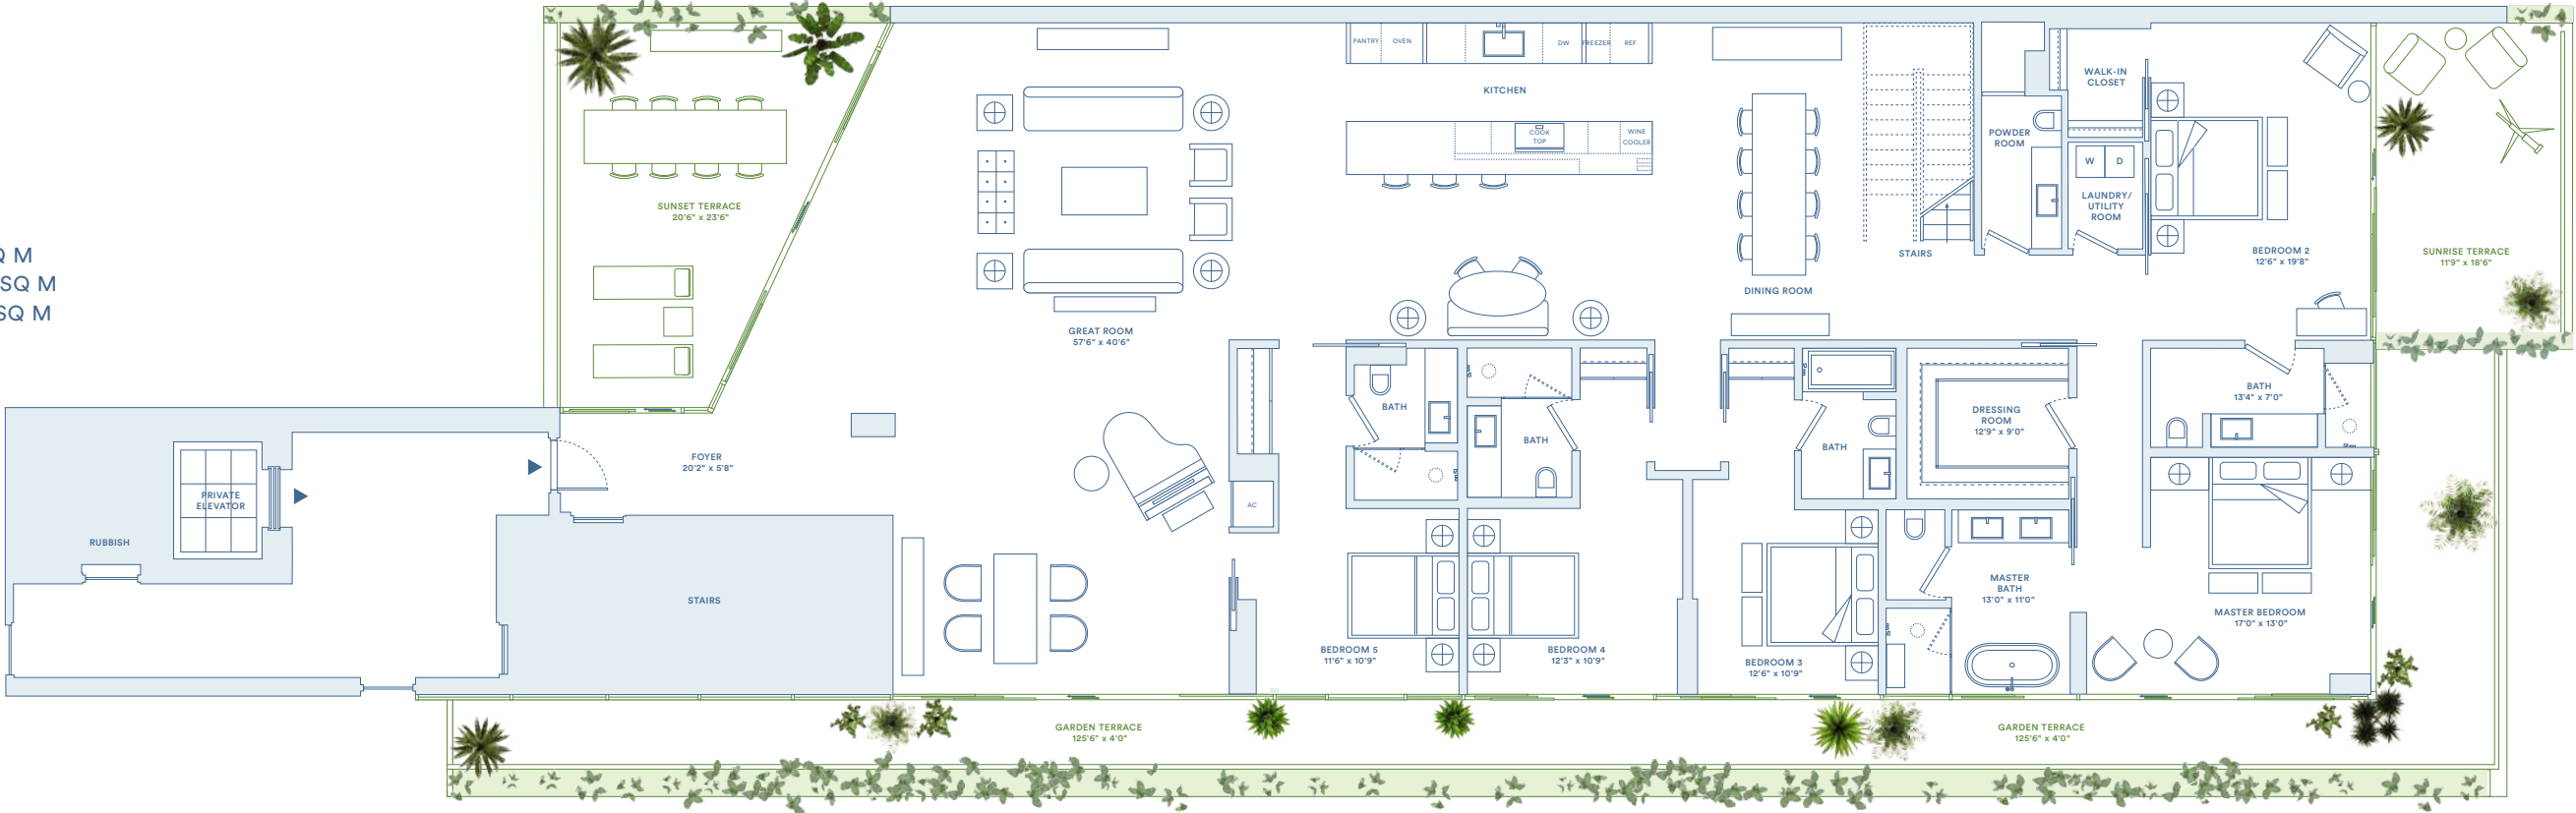 Q M
SQ M
SQ M
SUNSET TERRACE
20'6" x 23'6"
PRIVATE
ELEVATOR
RUBBISH
FOYER
20'2" x 5'8"
STAIRS
GREAT ROOM
57'6" x 40'6"
PANTRY
OVEN
DW
FREEZER
REF
KITCHEN
COOK
TOP
WINE
COOLER
DINING ROOM
STAIRS
POWDER
ROOM
WALK-IN
CLOSET
W
D
LAUNDRY/
UTILITY
ROOM
BEDROOM 2
12'6" x 19'8"
SUNRISE TERRACE
11'9" x 18'6"
AC
BATH
BATH
BATH
DRESSING
ROOM
12'9" x 9'0"
BATH
13'4" x 7'0"
BEDROOM 5
11'6" x 10'9"
BEDROOM 4
12'3" x 10'9"
BEDROOM 3
12'6" x 10'9"
MASTER
BATH
13'0" x 11'0"
MASTER BEDROOM
17'0" x 13'0"
GARDEN TERRACE
125'6" x 4'0"
GARDEN TERRACE
125'6" x 4'0"